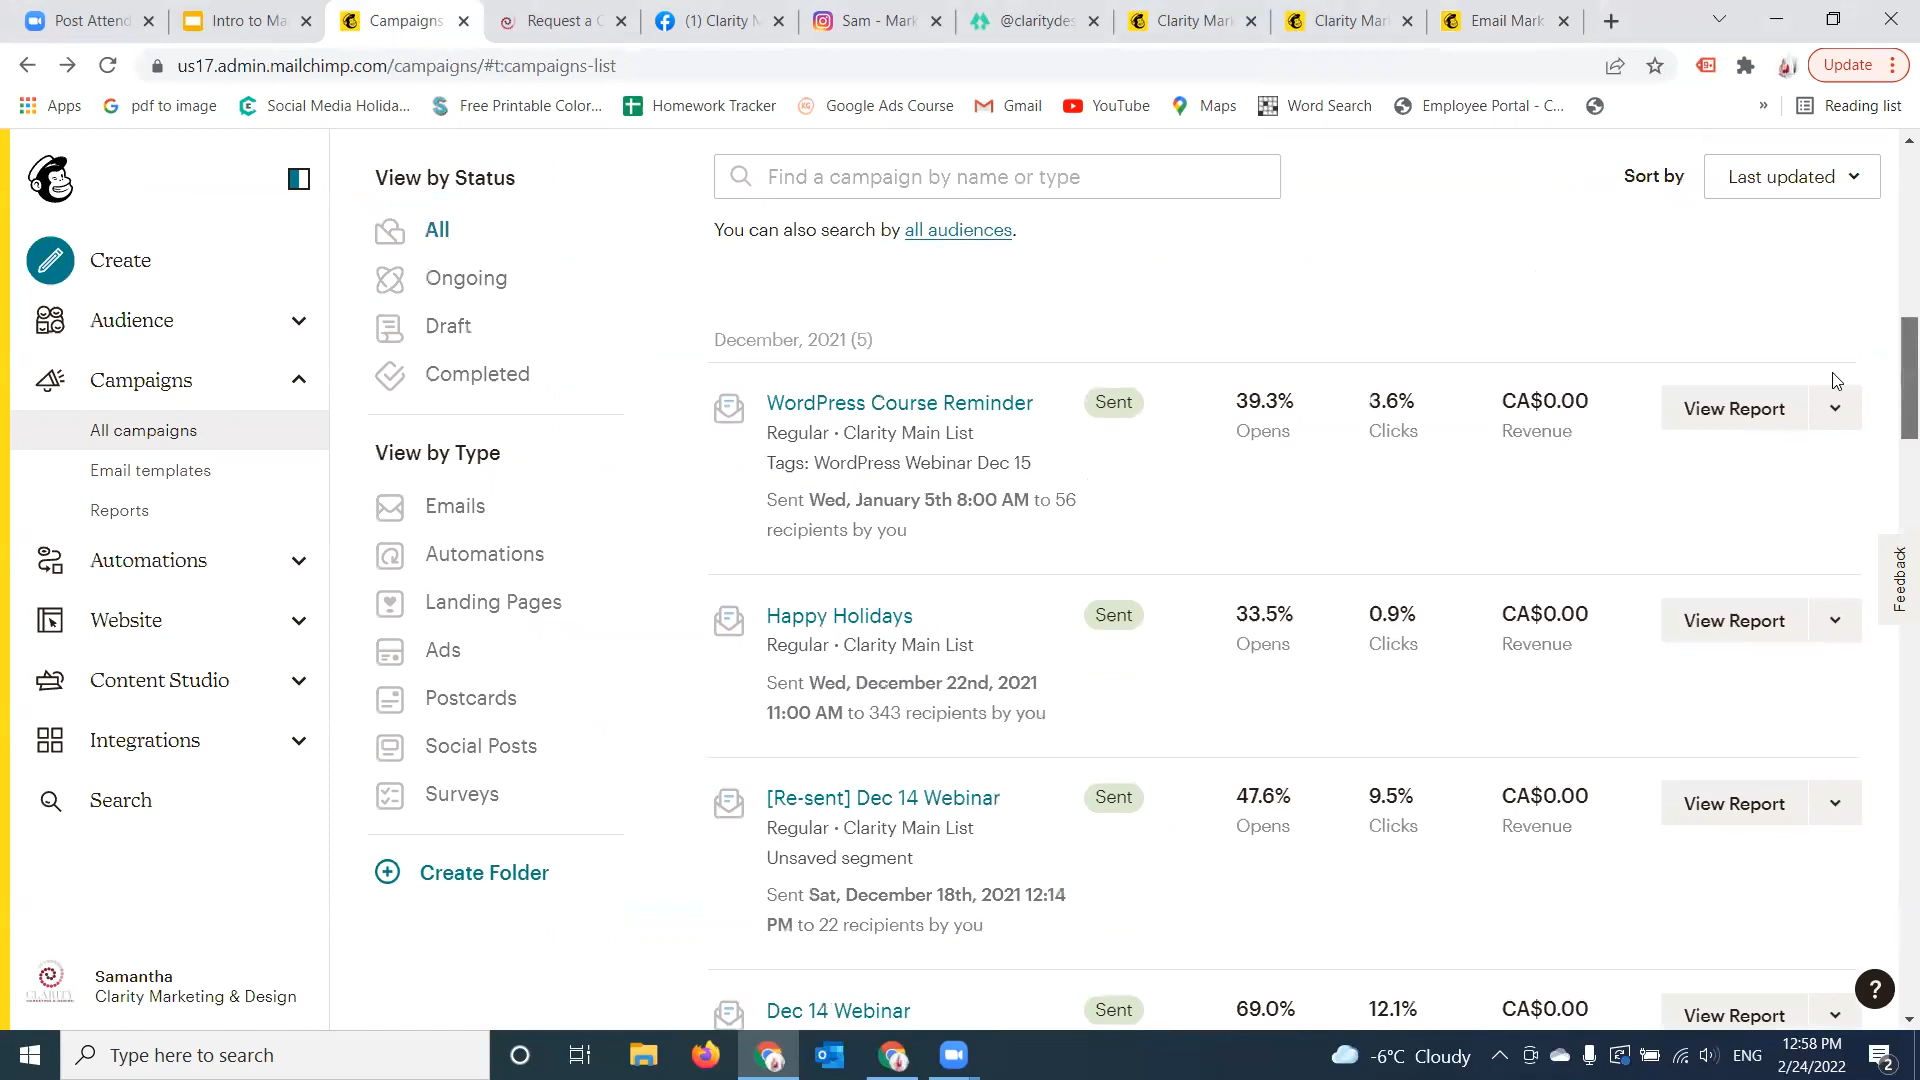 Post Attend
Intro to Ma
Campaigns
Request a C
(1) Clarity M
Sam - Mark
@claritydes
Clarity Mark
Clarity Mar
Email Mark
us17.admin.mailchimp.com/campaigns/#t:campaigns-list
Update
Apps
pdf to image
Social Media Holida...
Free Printable Color...
Homework Tracker
Google Ads Course
Gmail
YouTube
Maps
Word Search
Employee Portal - C...
»
Reading list
Create
Audience
Campaigns
All campaigns
Email templates
Reports
Automations
Website
Content Studio
Integrations
Search
Samantha
Clarity Marketing & Design
View by Status
All
Ongoing
Draft
Completed
View by Type
Emails
Automations
Landing Pages
Ads
Postcards
Social Posts
Surveys
Create Folder
Find a campaign by name or type
Sort by
Last updated
You can also search by all audiences.
December, 2021 (5)
WordPress Course Reminder
Regular · Clarity Main List
Tags: WordPress Webinar Dec 15
Sent Wed, January 5th 8:00 AM to 56
recipients by you
Sent
39.3%
Opens
3.6%
Clicks
CA$0.00
Revenue
View Report
Happy Holidays
Regular · Clarity Main List
Sent Wed, December 22nd, 2021
11:00 AM to 343 recipients by you
Sent
33.5%
Opens
0.9%
Clicks
CA$0.00
Revenue
View Report
[Re-sent] Dec 14 Webinar
Regular · Clarity Main List
Unsaved segment
Sent Sat, December 18th, 2021 12:14
PM to 22 recipients by you
Sent
47.6%
Opens
9.5%
Clicks
CA$0.00
Revenue
View Report
Dec 14 Webinar
Sent
69.0%
12.1%
CA$0.00
View Report
Feedback
?
Type here to search
-6°C Cloudy
ENG
12:58 PM
2/24/2022
2